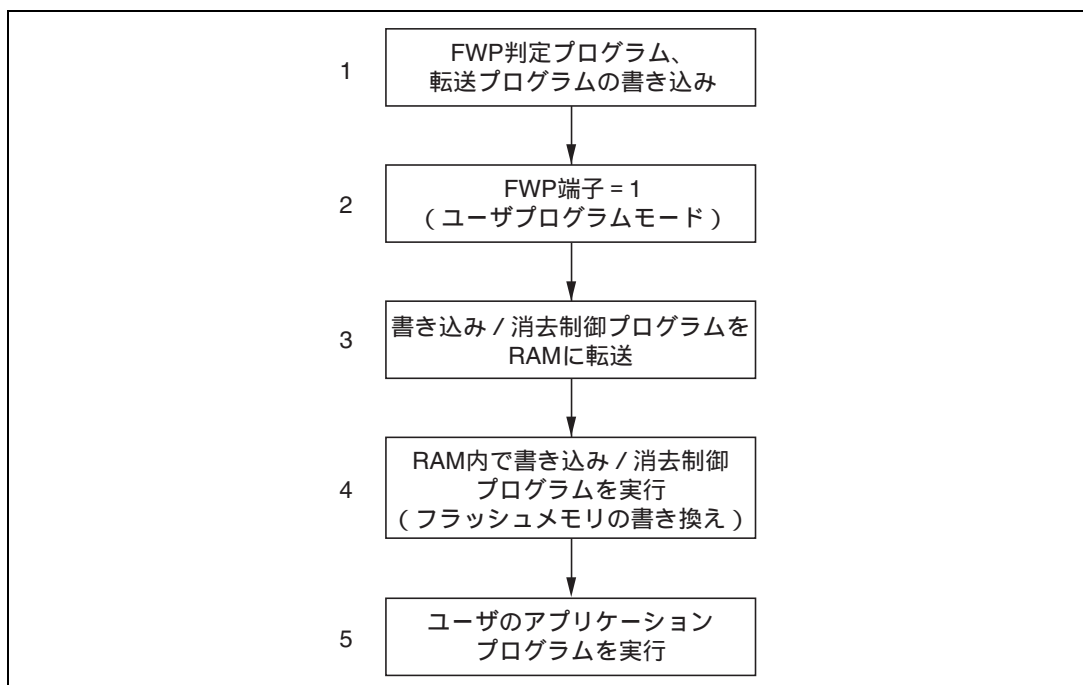 1
FWP判定プログラム、
転送プログラムの書き込み
2
FWP端子 = 1
( ユーザプログラムモード )
3
書き込み / 消去制御プログラムを
RAMに転送
4
RAM内で書き込み / 消去制御
プログラムを実行
( フラッシュメモリの書き換え )
5
ユーザのアプリケーション
プログラムを実行